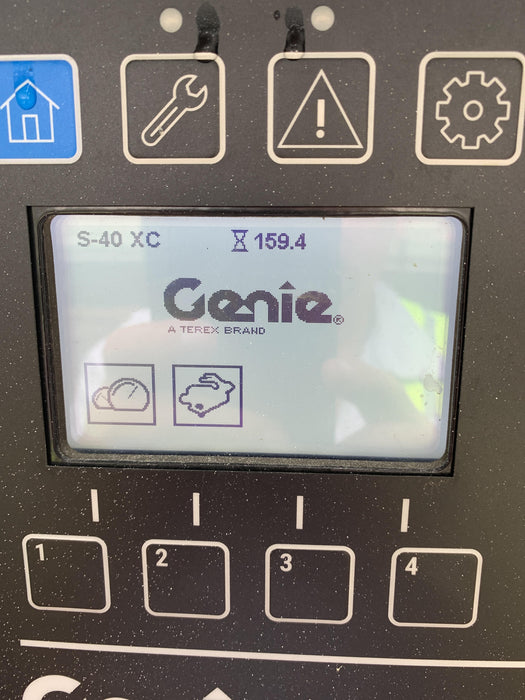 S-40 XC 159.4
Genie®
A TEREX BRAND
1 2 3 4